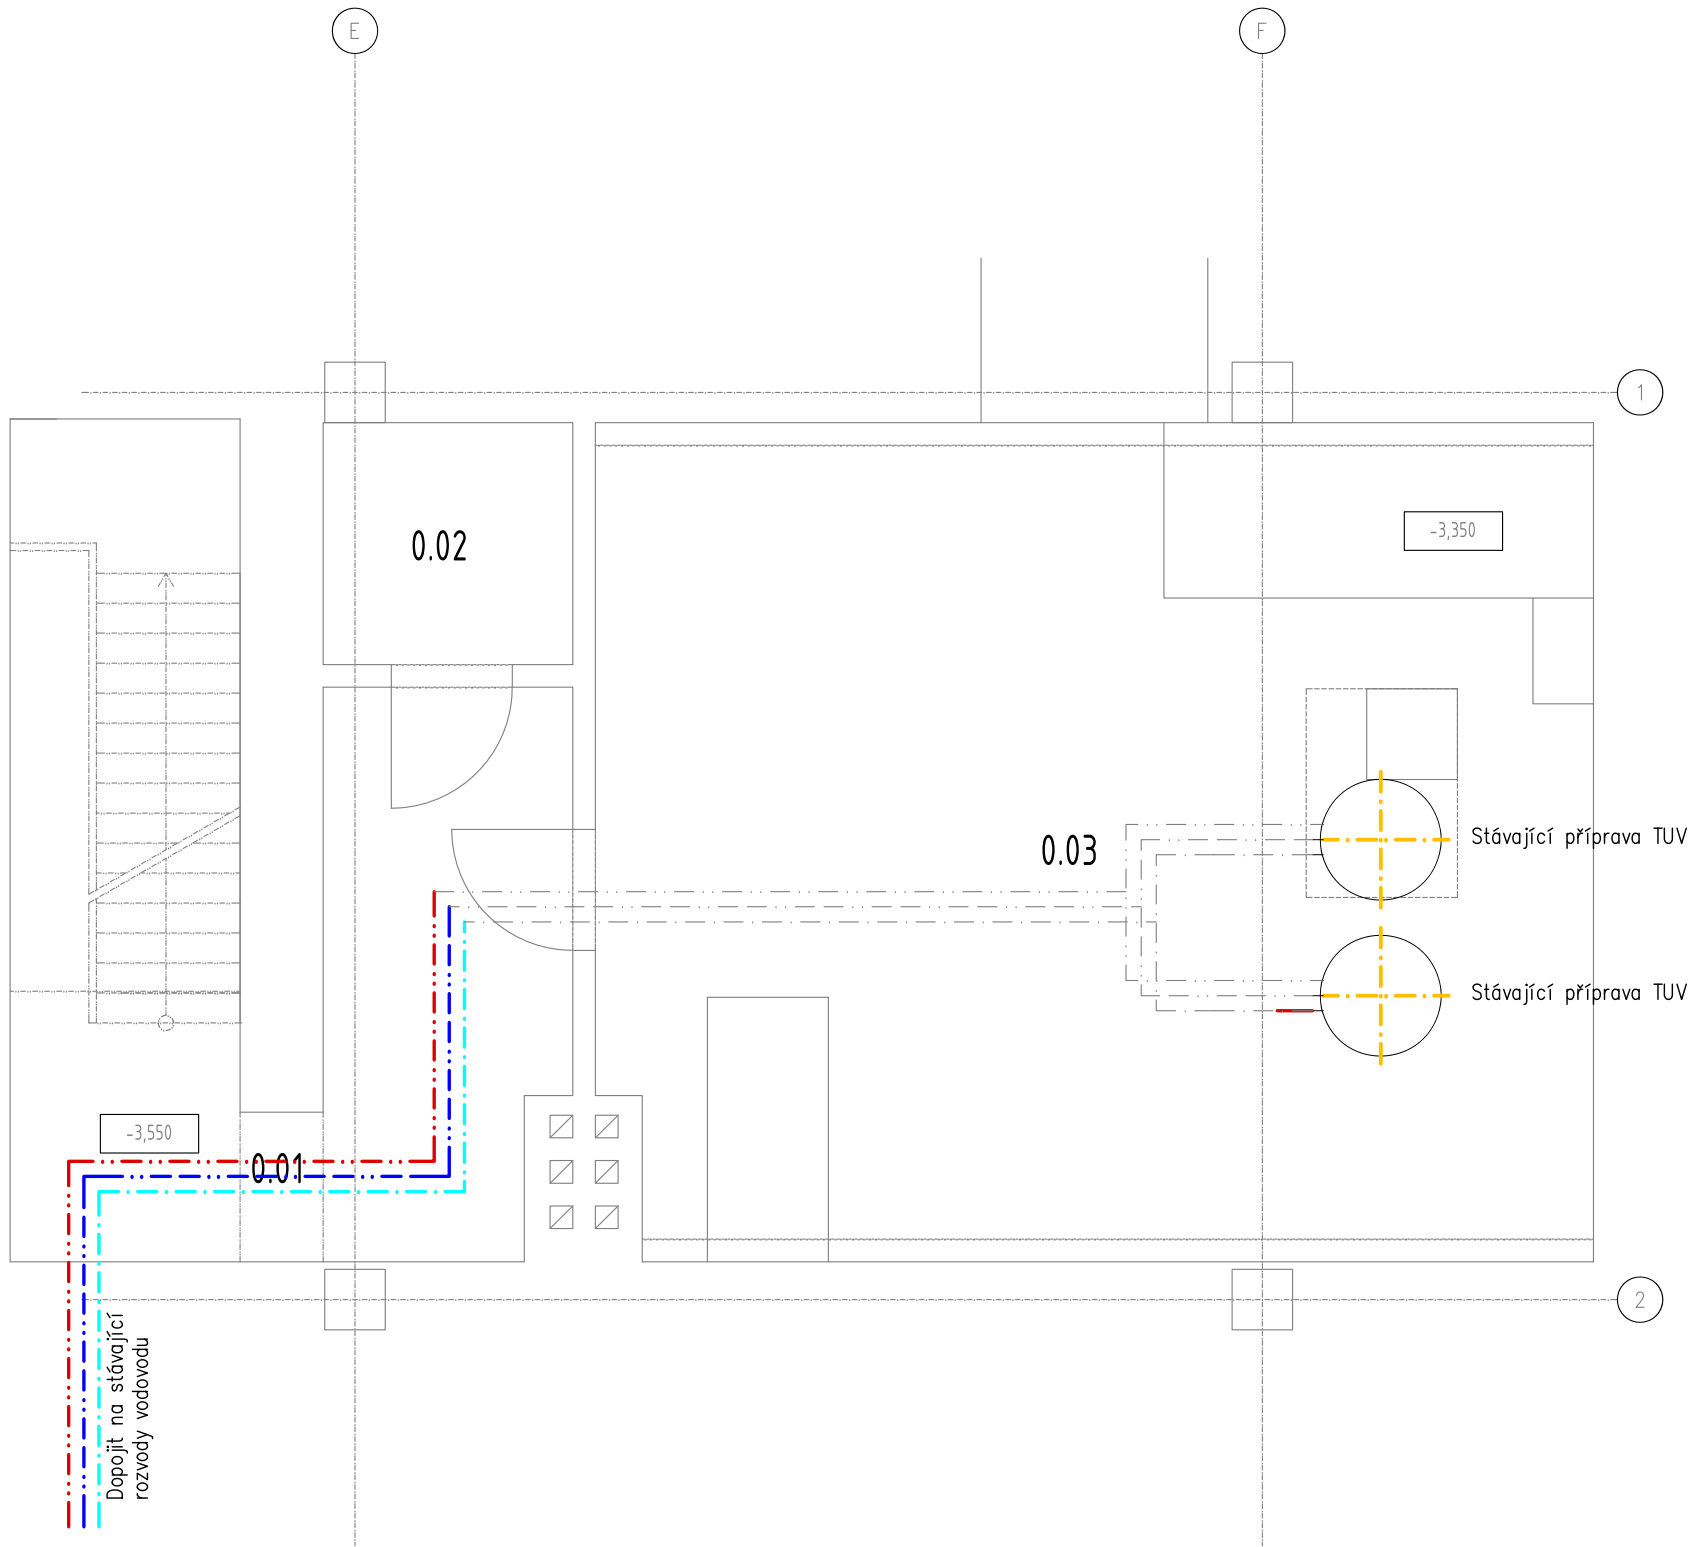 E
F
1
-3,350
0.02
0.03
Stávající příprava TUV
Stávající příprava TUV
-3,550
0.01
2
Dopojit na stávající
rozvody vodovodu